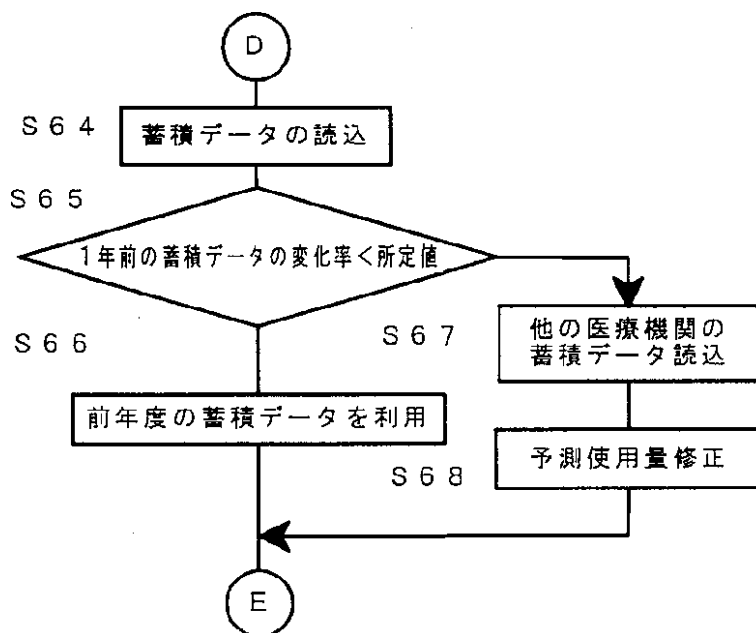 D
S64
蓄積データの読込
S65
1年前の蓄積データの変化率<所定値
S66
S67
他の医療機関の
蓄積データ読込
前年度の蓄積データを利用
S68
予測使用量修正
E